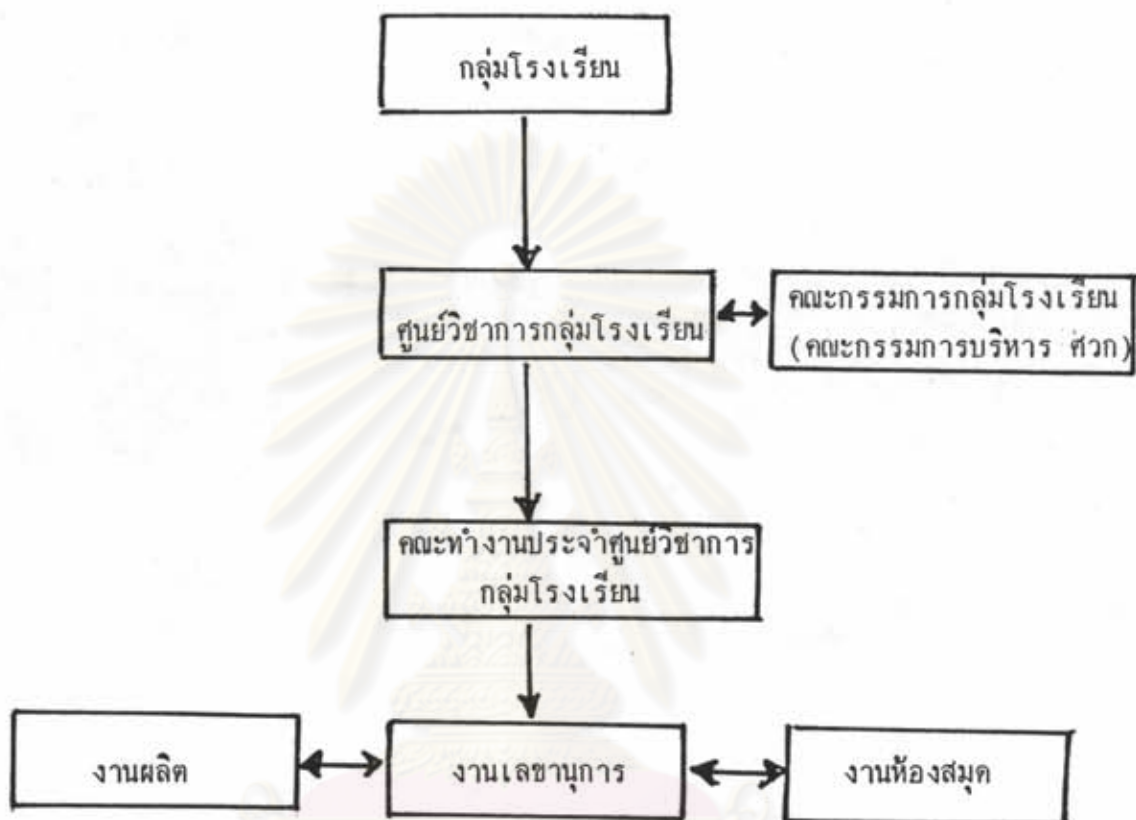 กลุ่มโรงเรียน
ศูนย์วิชาการกลุ่มโรงเรียน
คณะกรรมการกลุ่มโรงเรียน
(คณะกรรมการบริหาร ศวก)
คณะทำงานประจำศูนย์วิชาการ
กลุ่มโรงเรียน
งานผลิต
งานเลขานุการ
งานห้องสมุด